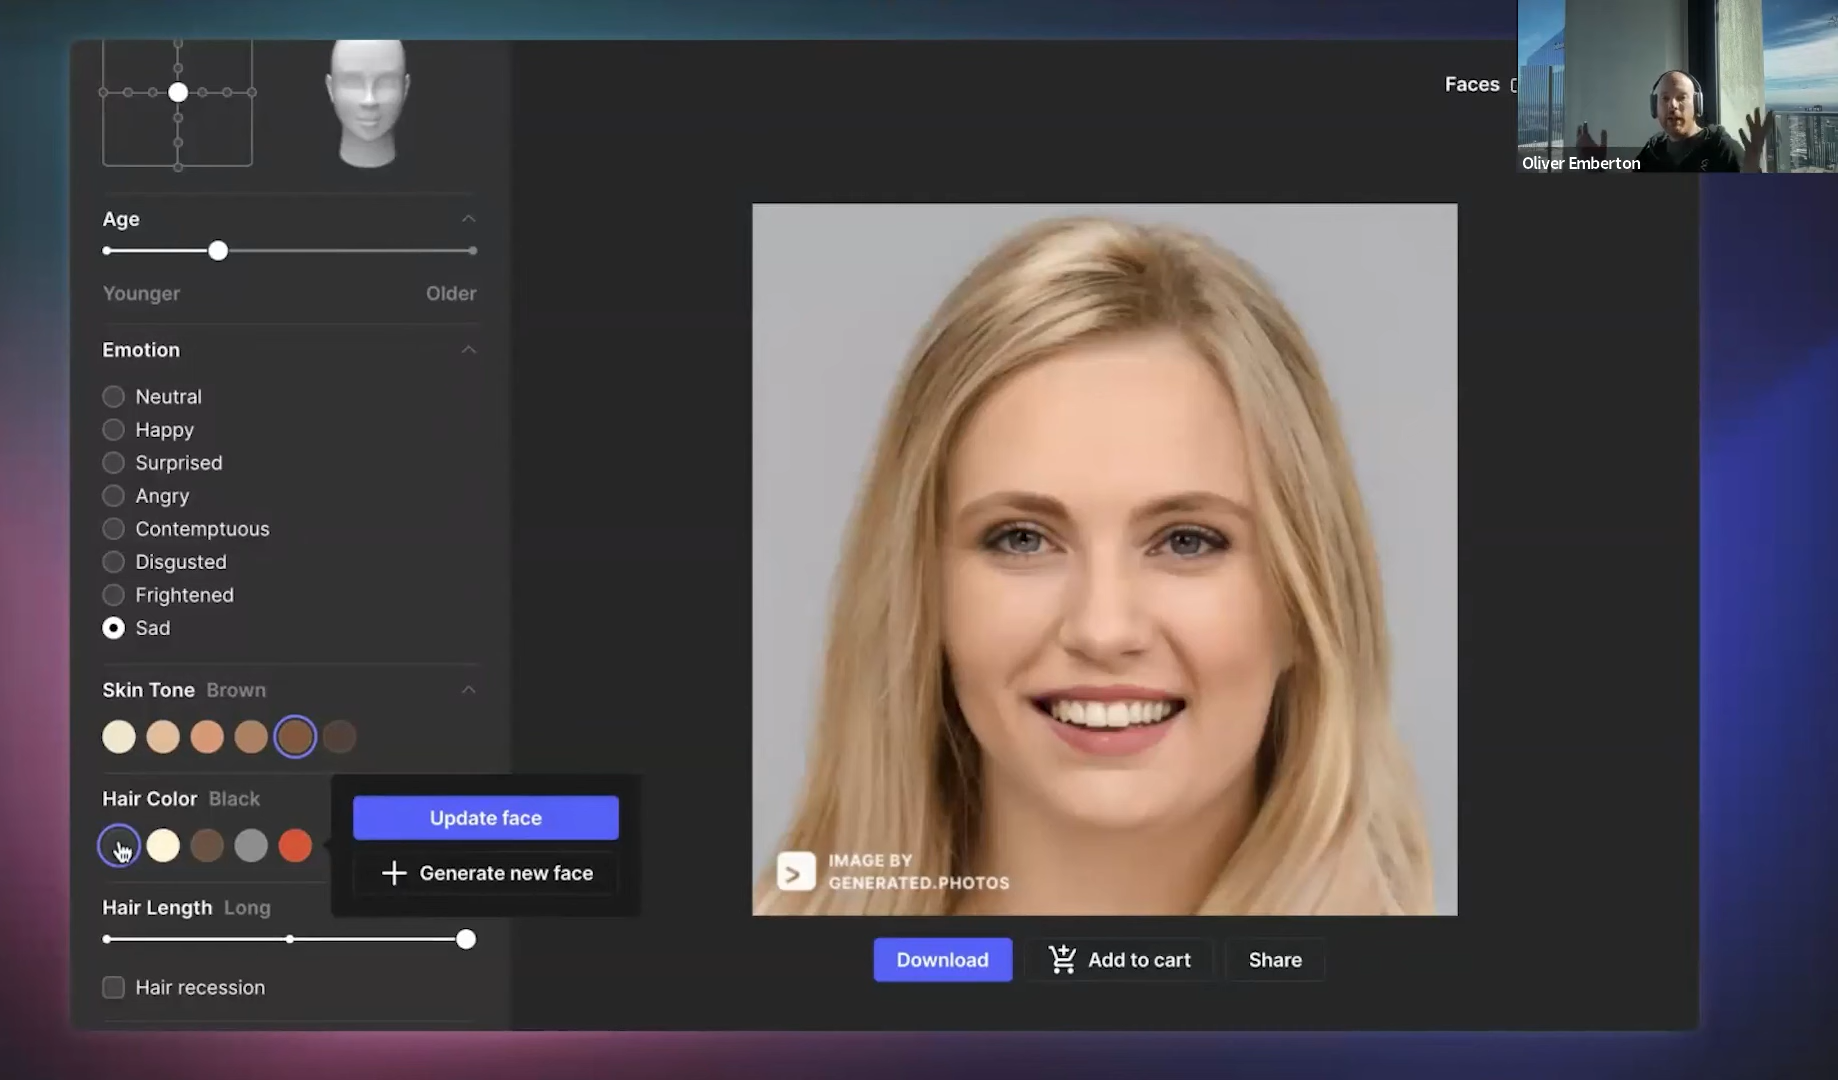 Faces
Oliver Emberton
Age
Younger
Older
Emotion
Neutral
Happy
Surprised
Angry
Contemptuous
Disgusted
Frightened
Sad
Skin Tone Brown
Hair Color Black
Update face
Generate new face
Hair Length Long
Hair recession
IMAGE BY
GENERATED.PHOTOS
Download
Add to cart
Share